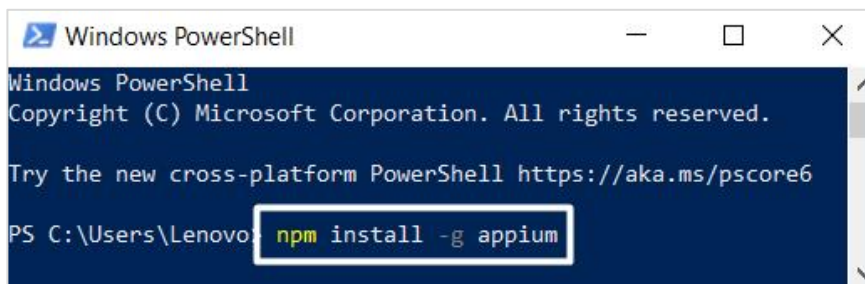 Windows PowerShell
Windows PowerShell
Copyright (C) Microsoft Corporation. All rights reserved.
Try the new cross-platform PowerShell https://aka.ms/pscore6
PS C:\Users\Lenovo> npm install -g appium